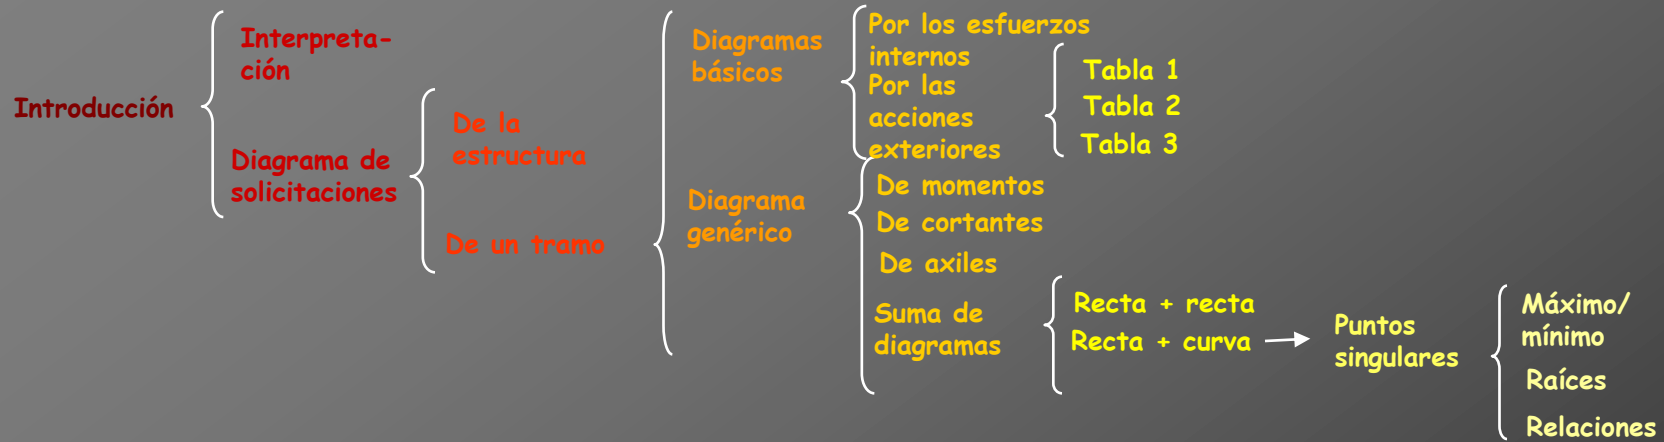 Introducción
Interpreta-
ción
Diagrama de
solicitaciones
De la
estructura
De un tramo
Diagramas
básicos
Por los esfuerzos
internos
Por las
acciones
exteriores
Tabla 1
Tabla 2
Tabla 3
Diagrama
genérico
De momentos
De cortantes
De axiles
Suma de
diagramas
Recta + recta
Recta + curva
Puntos
singulares
Máximo/
mínimo
Raíces
Relaciones